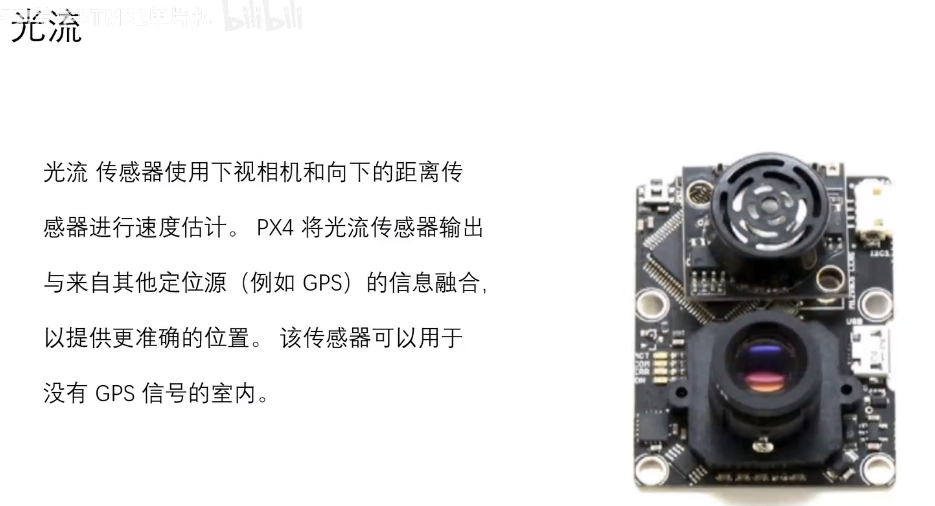 光流
bilibili
光流 传感器使用下视相机和向下的距离传
感器进行速度估计。 PX4 将光流传感器输出
与来自其他定位源（例如 GPS）的信息融合，
以提供更准确的位置。 该传感器可以用于
没有 GPS 信号的室内。
USB